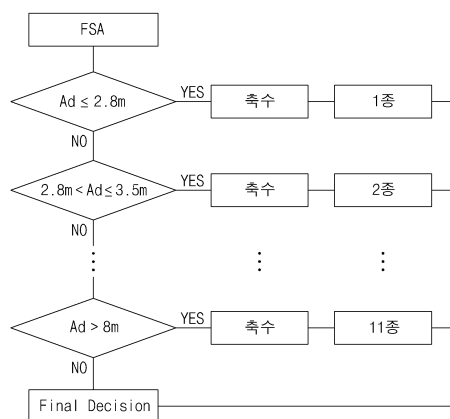 FSA
Ad ≤ 2.8m
YES
축수
1종
NO
2.8m < Ad ≤ 3.5m
YES
축수
2종
NO
Ad > 8m
YES
축수
11종
NO
Final Decision